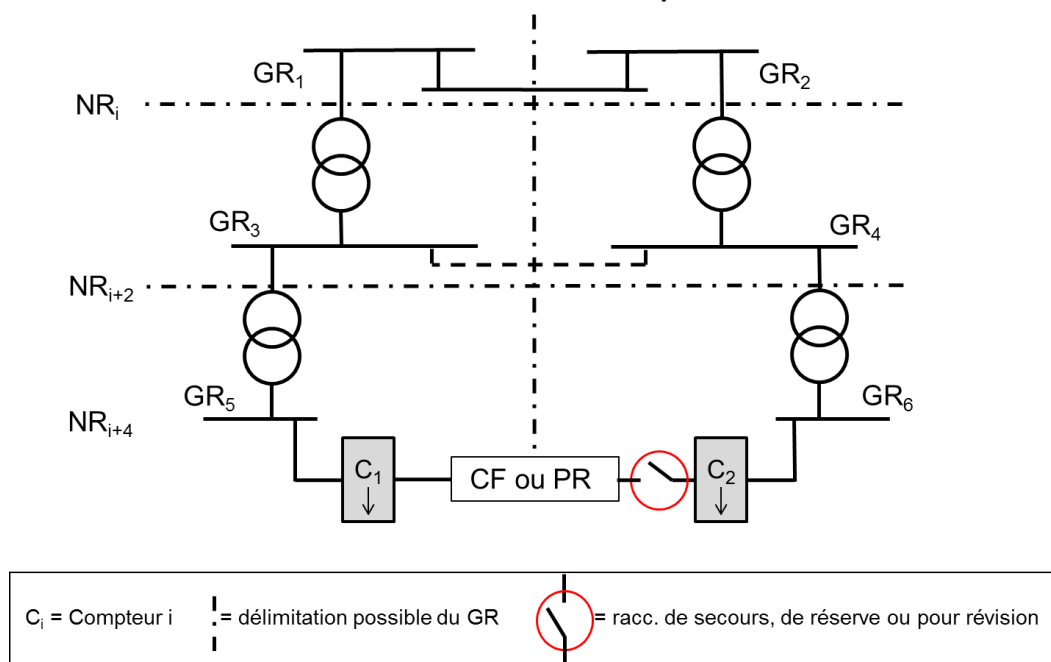 GR₁
GR₂
NRᵢ
GR₃
GR₄
NRᵢ₊₂
GR₅
GR₆
NRᵢ₊₄
C₁
CF ou PR
C₂
Cᵢ = Compteur i
= délimitation possible du GR
= racc. de secours, de réserve ou pour révision